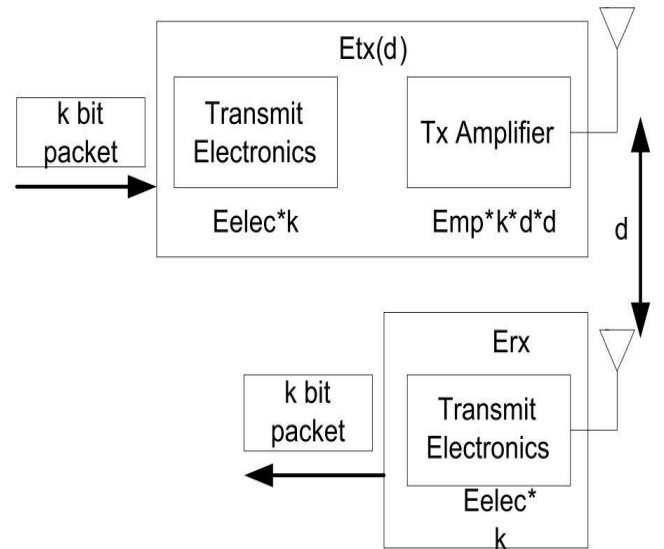 Etx(d)
k bit
packet
Transmit
Electronics
Tx Amplifier
Eelec*k
Emp*k*d*d
d
Erx
k bit
packet
Transmit
Electronics
Eelec*
k